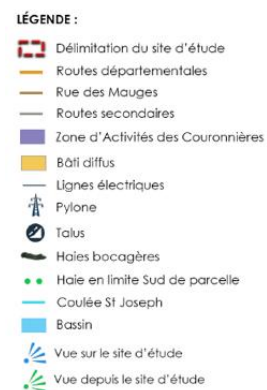 LÉGENDE :
Délimitation du site d'étude
Routes départementales
Rue des Mauges
Routes secondaires
Zone d'Activités des Couronnières
Bâti diffus
Lignes électriques
Pylone
Talus
Haies bocagères
Haie en limite Sud de parcelle
Coulée St Joseph
Bassin
Vue sur le site d'étude
Vue depuis le site d'étude